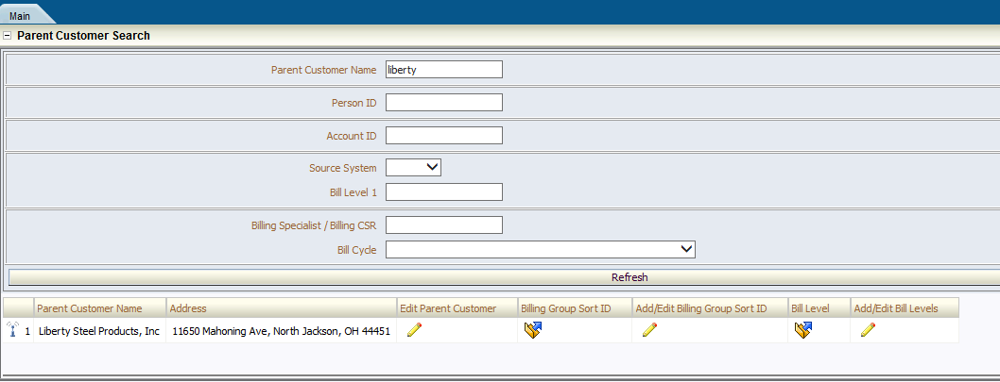 Main
Parent Customer Search
Parent Customer Name liberty
Person ID
Account ID
Source System
Bill Level 1
Billing Specialist / Billing CSR
Bill Cycle
Refresh
Parent Customer Name Address Edit Parent Customer Billing Group Sort ID Add/Edit Billing Group Sort ID Bill Level Add/Edit Bill Levels
1 Liberty Steel Products, Inc 11650 Mahoning Ave, North Jackson, OH 44451